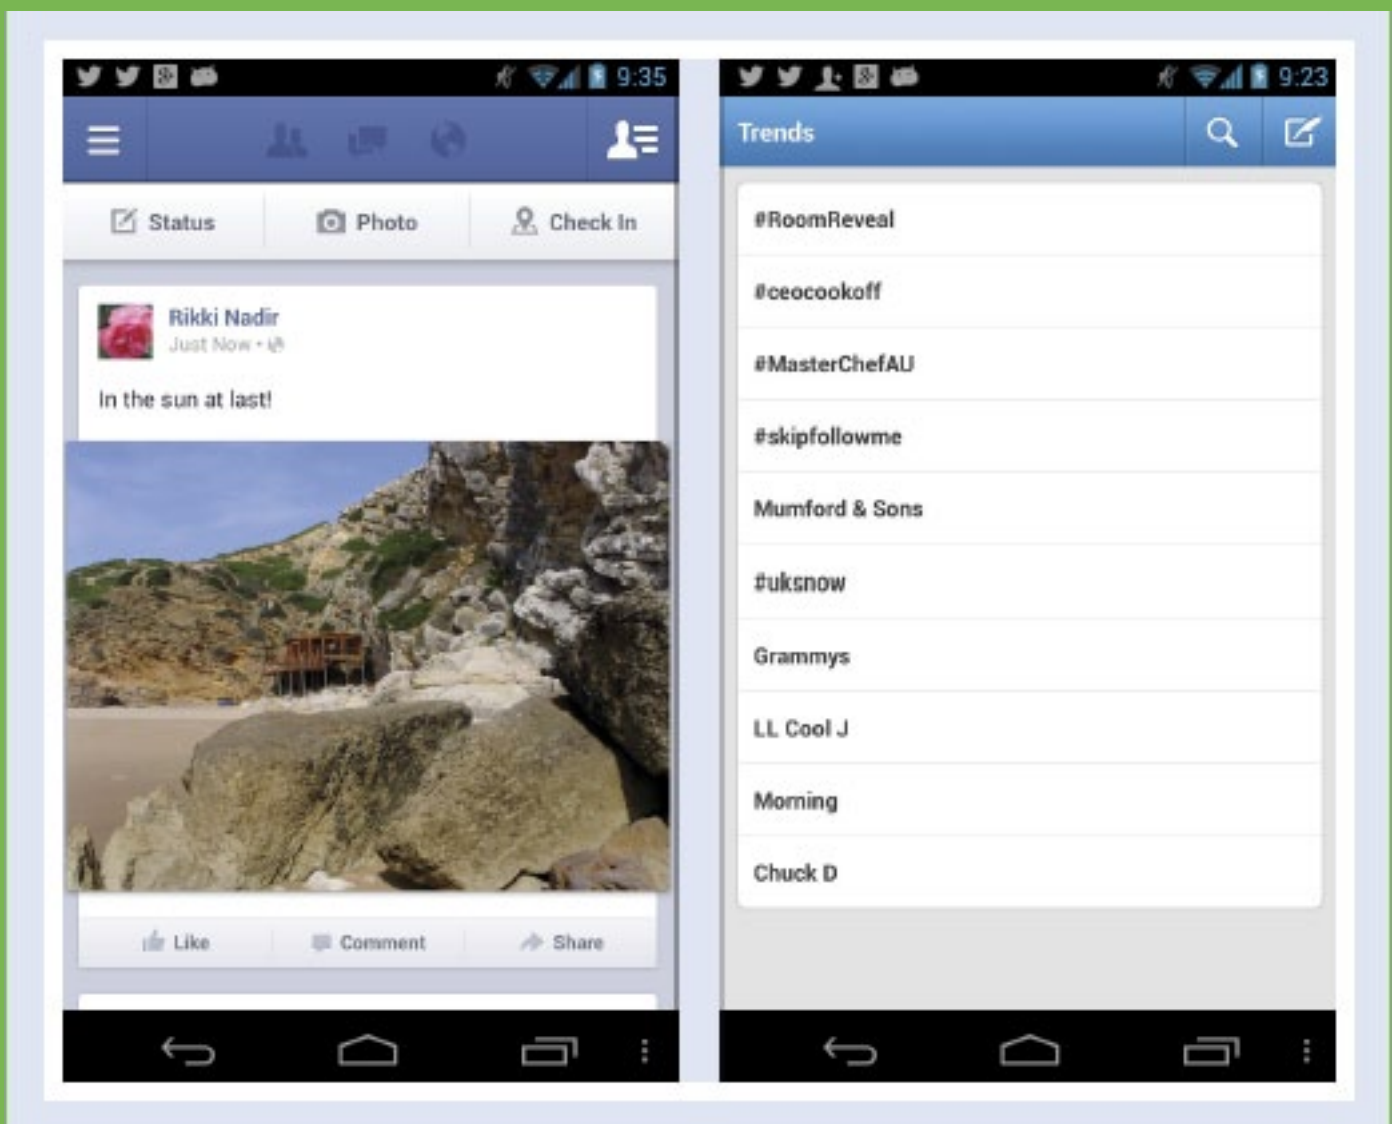 9:35
Status
Photo
Check In
Rikki Nadir
Just Now •
In the sun at last!
Like
Comment
Share
9:23
Trends
#RoomReveal
#ceocookoff
#MasterChefAU
#skipfollowme
Mumford & Sons
#uksnow
Grammys
LL Cool J
Morning
Chuck D